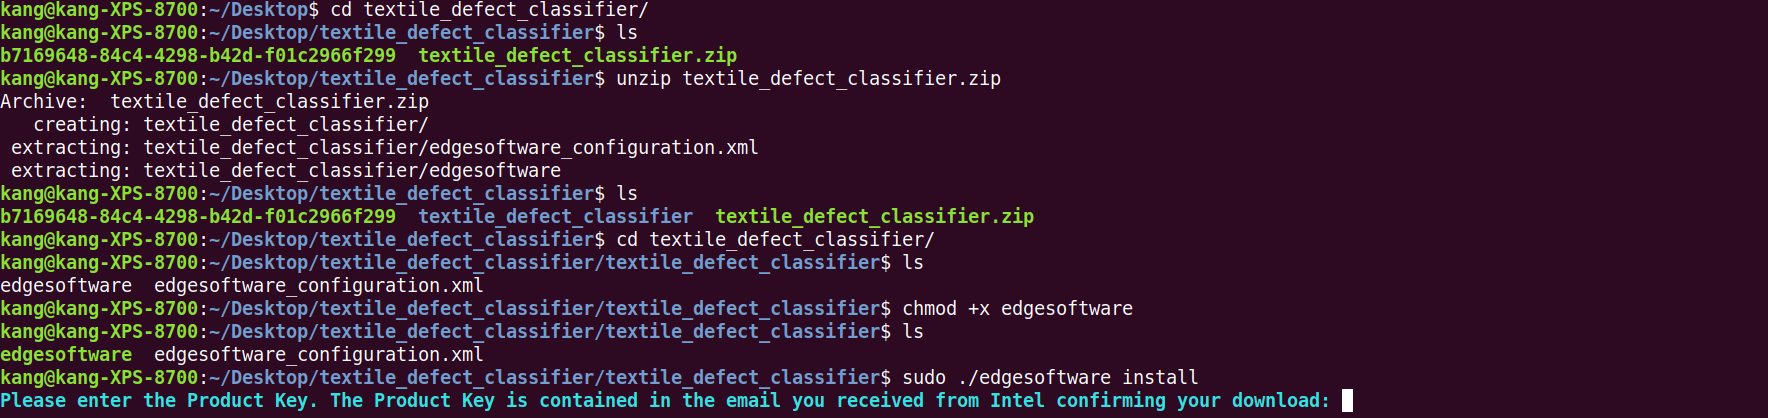 kang@kang-XPS-8700:~/Desktop$ cd textile_defect_classifier/
kang@kang-XPS-8700:~/Desktop/textile_defect_classifier$ ls
b7169648-84c4-4298-b42d-f01c2966f299  textile_defect_classifier.zip
kang@kang-XPS-8700:~/Desktop/textile_defect_classifier$ unzip textile_defect_classifier.zip
Archive:  textile_defect_classifier.zip
   creating: textile_defect_classifier/
 extracting: textile_defect_classifier/edgesoftware_configuration.xml
 extracting: textile_defect_classifier/edgesoftware
kang@kang-XPS-8700:~/Desktop/textile_defect_classifier$ ls
b7169648-84c4-4298-b42d-f01c2966f299  textile_defect_classifier  textile_defect_classifier.zip
kang@kang-XPS-8700:~/Desktop/textile_defect_classifier$ cd textile_defect_classifier/
kang@kang-XPS-8700:~/Desktop/textile_defect_classifier/textile_defect_classifier$ ls
edgesoftware  edgesoftware_configuration.xml
kang@kang-XPS-8700:~/Desktop/textile_defect_classifier/textile_defect_classifier$ chmod +x edgesoftware
kang@kang-XPS-8700:~/Desktop/textile_defect_classifier/textile_defect_classifier$ ls
edgesoftware  edgesoftware_configuration.xml
kang@kang-XPS-8700:~/Desktop/textile_defect_classifier/textile_defect_classifier$ sudo ./edgesoftware install
Please enter the Product Key. The Product Key is contained in the email you received from Intel confirming your download: